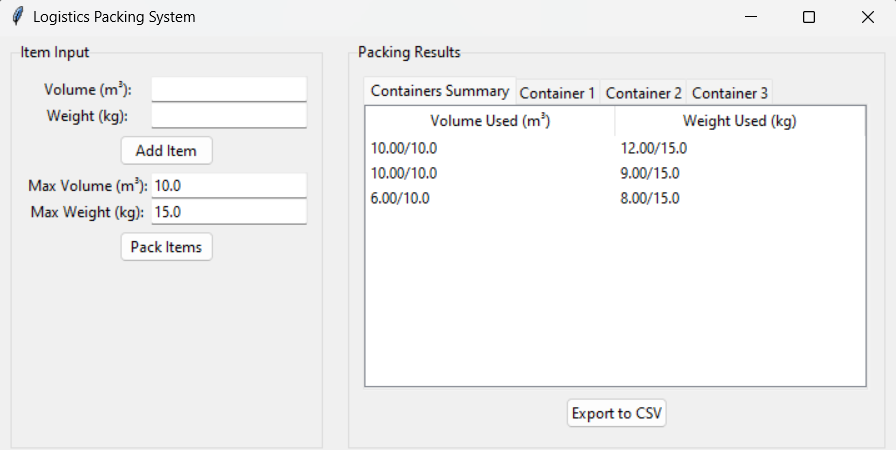 Logistics Packing System
Item Input
Volume (m³):
Weight (kg):
Add Item
Max Volume (m³): 10.0
Max Weight (kg): 15.0
Pack Items
Packing Results
Containers Summary Container 1 Container 2 Container 3
Volume Used (m³) Weight Used (kg)
10.00/10.0 12.00/15.0
10.00/10.0 9.00/15.0
6.00/10.0 8.00/15.0
Export to CSV